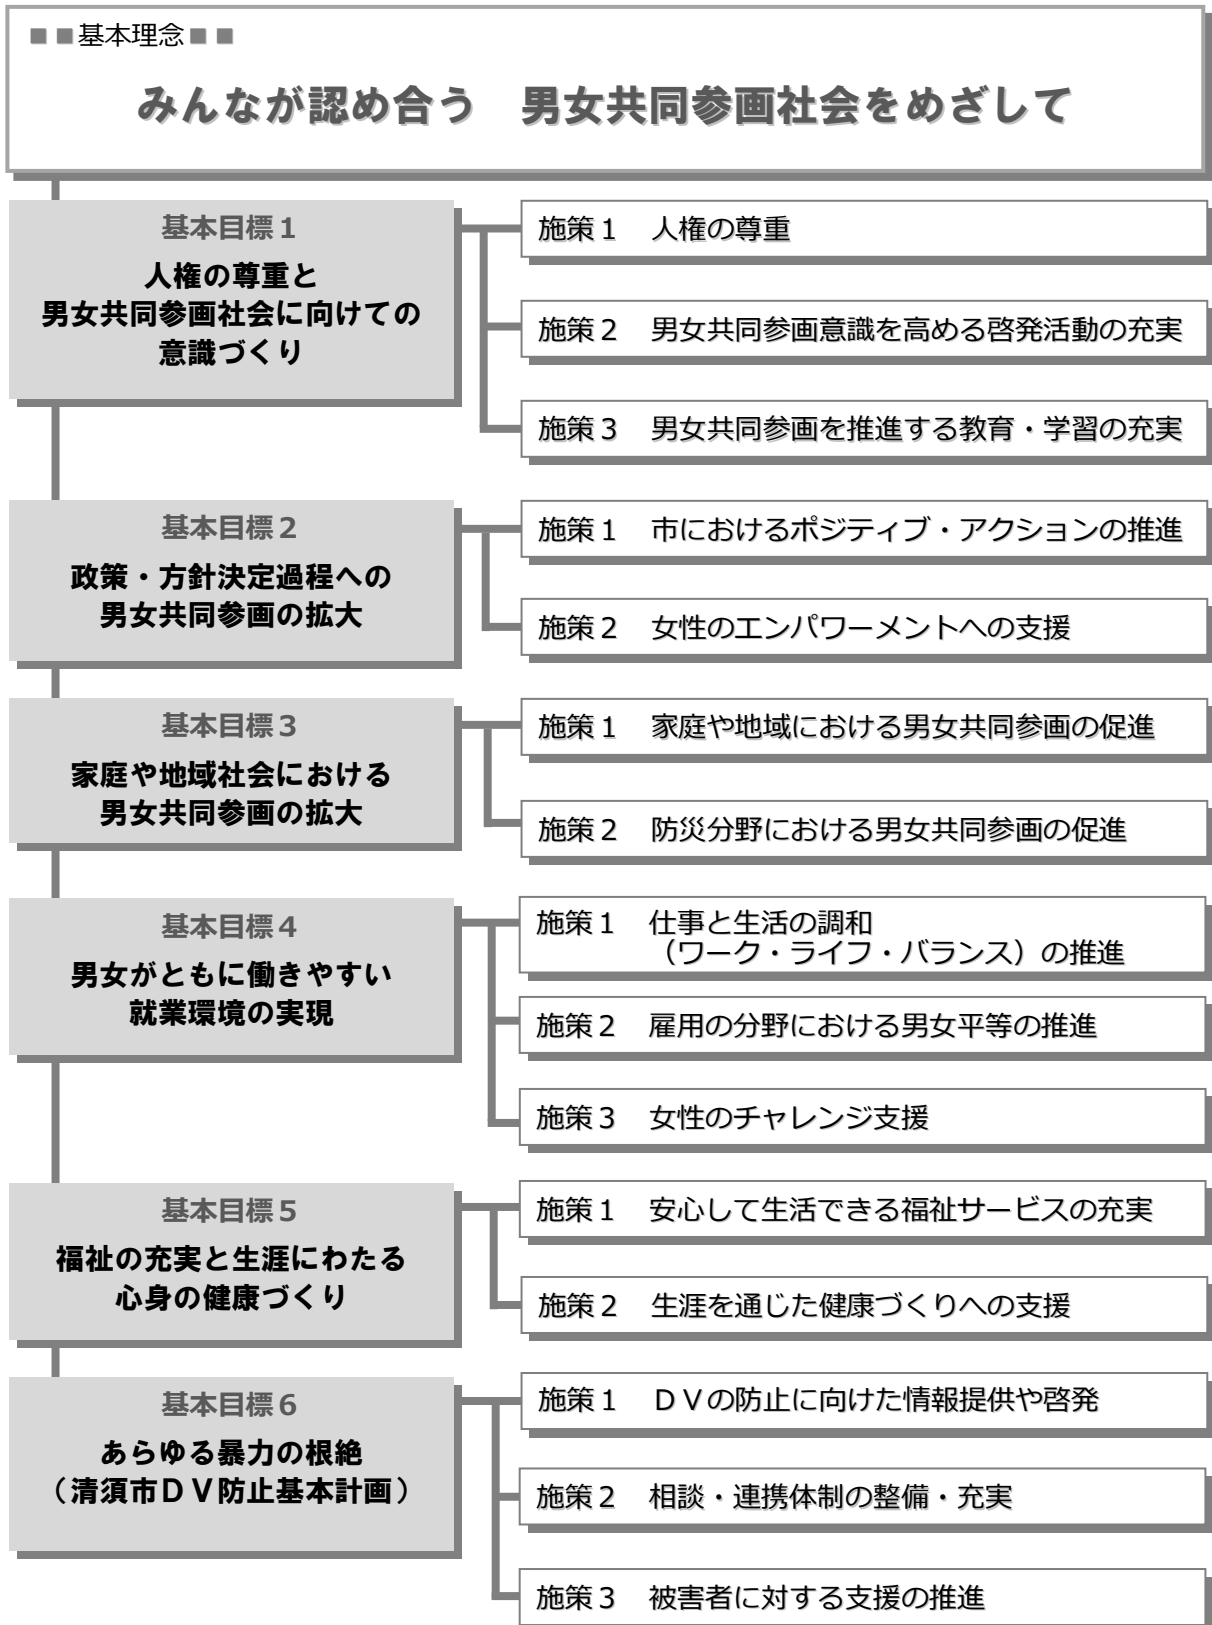 ■■基本理念■■
みんなが認め合う　男女共同参画社会をめざして
基本目標１
人権の尊重と
男女共同参画社会に向けての
意識づくり
施策１　人権の尊重
施策２　男女共同参画意識を高める啓発活動の充実
施策３　男女共同参画を推進する教育・学習の充実
基本目標２
政策・方針決定過程への
男女共同参画の拡大
施策１　市におけるポジティブ・アクションの推進
施策２　女性のエンパワーメントへの支援
基本目標３
家庭や地域社会における
男女共同参画の拡大
施策１　家庭や地域における男女共同参画の促進
施策２　防災分野における男女共同参画の促進
基本目標４
男女がともに働きやすい
就業環境の実現
施策１　仕事と生活の調和
（ワーク・ライフ・バランス）の推進
施策２　雇用の分野における男女平等の推進
施策３　女性のチャレンジ支援
基本目標５
福祉の充実と生涯にわたる
心身の健康づくり
施策１　安心して生活できる福祉サービスの充実
施策２　生涯を通じた健康づくりへの支援
基本目標６
あらゆる暴力の根絶
（清須市ＤＶ防止基本計画）
施策１　ＤＶの防止に向けた情報提供や啓発
施策２　相談・連携体制の整備・充実
施策３　被害者に対する支援の推進